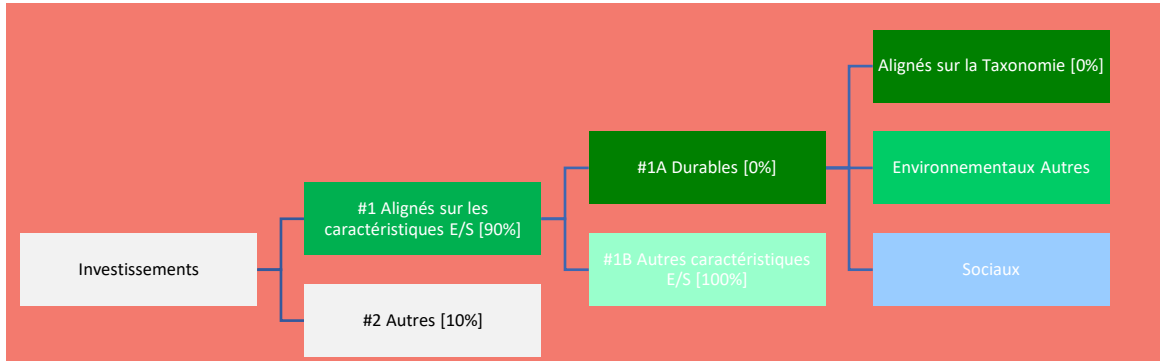 Investissements
#1 Alignés sur les
caractéristiques E/S [90%]
#2 Autres [10%]
#1A Durables [0%]
#1B Autres caractéristiques
E/S [100%]
Alignés sur la Taxonomie [0%]
Environnementaux Autres
Sociaux